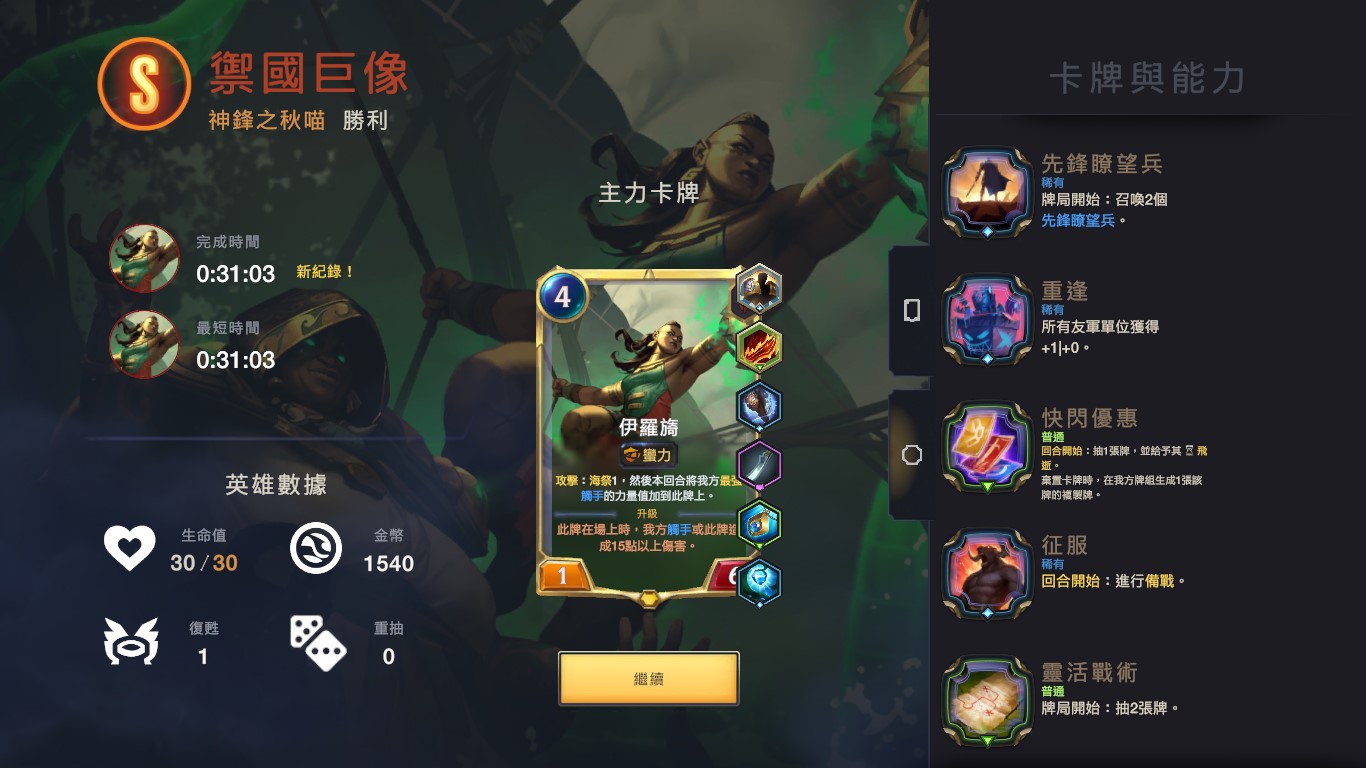 S
禦國巨像
神鋒之秋喵 勝利
完成時間
0:31:03 新紀錄！
最短時間
0:31:03
英雄數據
生命值
30/30
金幣
1540
復甦
1
重抽
0
主力卡牌
4
伊羅旖
蠻力
攻擊：海祭1，然後本回合將我方最強
觸手的力量值加到此牌上。
升級
此牌在場上時，我方觸手或此牌造
成15點以上傷害。
1
6
繼續
卡牌與能力
先鋒瞭望兵
稀有
牌局開始：召喚2個
先鋒瞭望兵。
重逢
稀有
所有友軍單位獲得
+1|+0。
快閃優惠
普通
回合開始：抽1張牌，並給予其 飛
逝。
棄置卡牌時，在我方牌組生成1張該
牌的複製牌。
征服
稀有
回合開始：進行備戰。
靈活戰術
普通
牌局開始：抽2張牌。